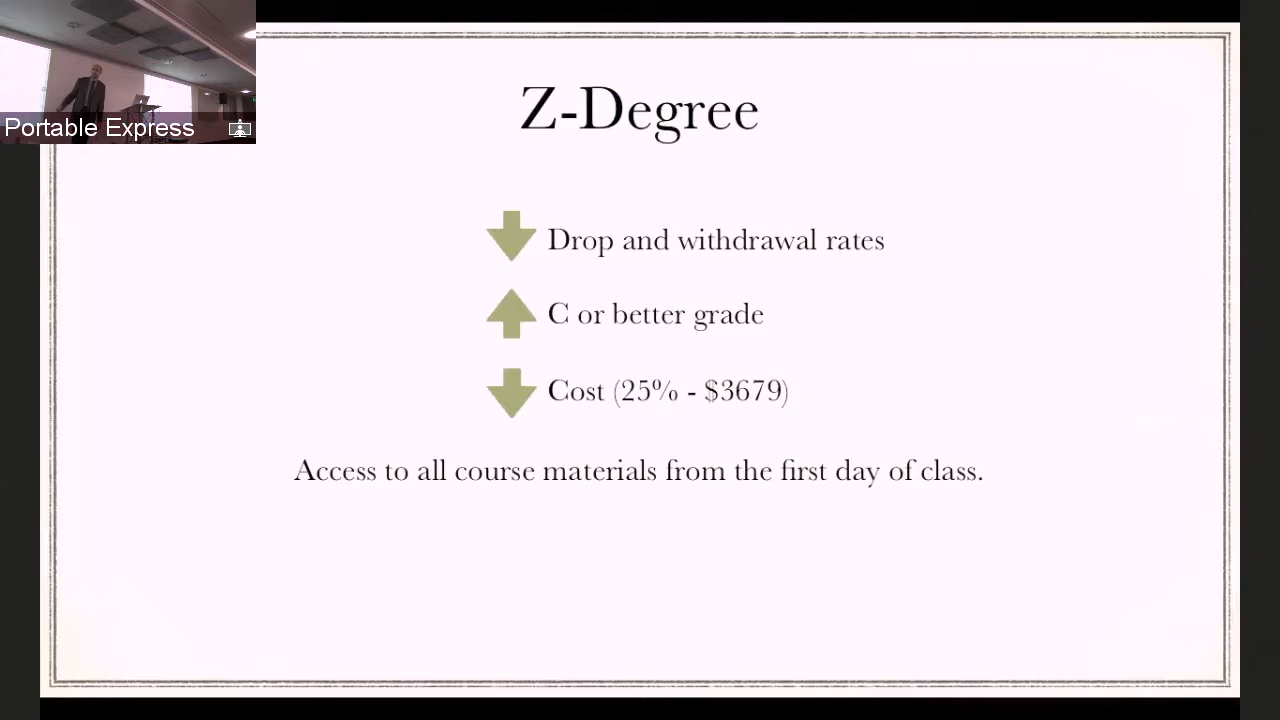 Portable Express
Z-Degree
Drop and withdrawal rates
C or better grade
Cost (25% - $3679)
Access to all course materials from the first day of class.